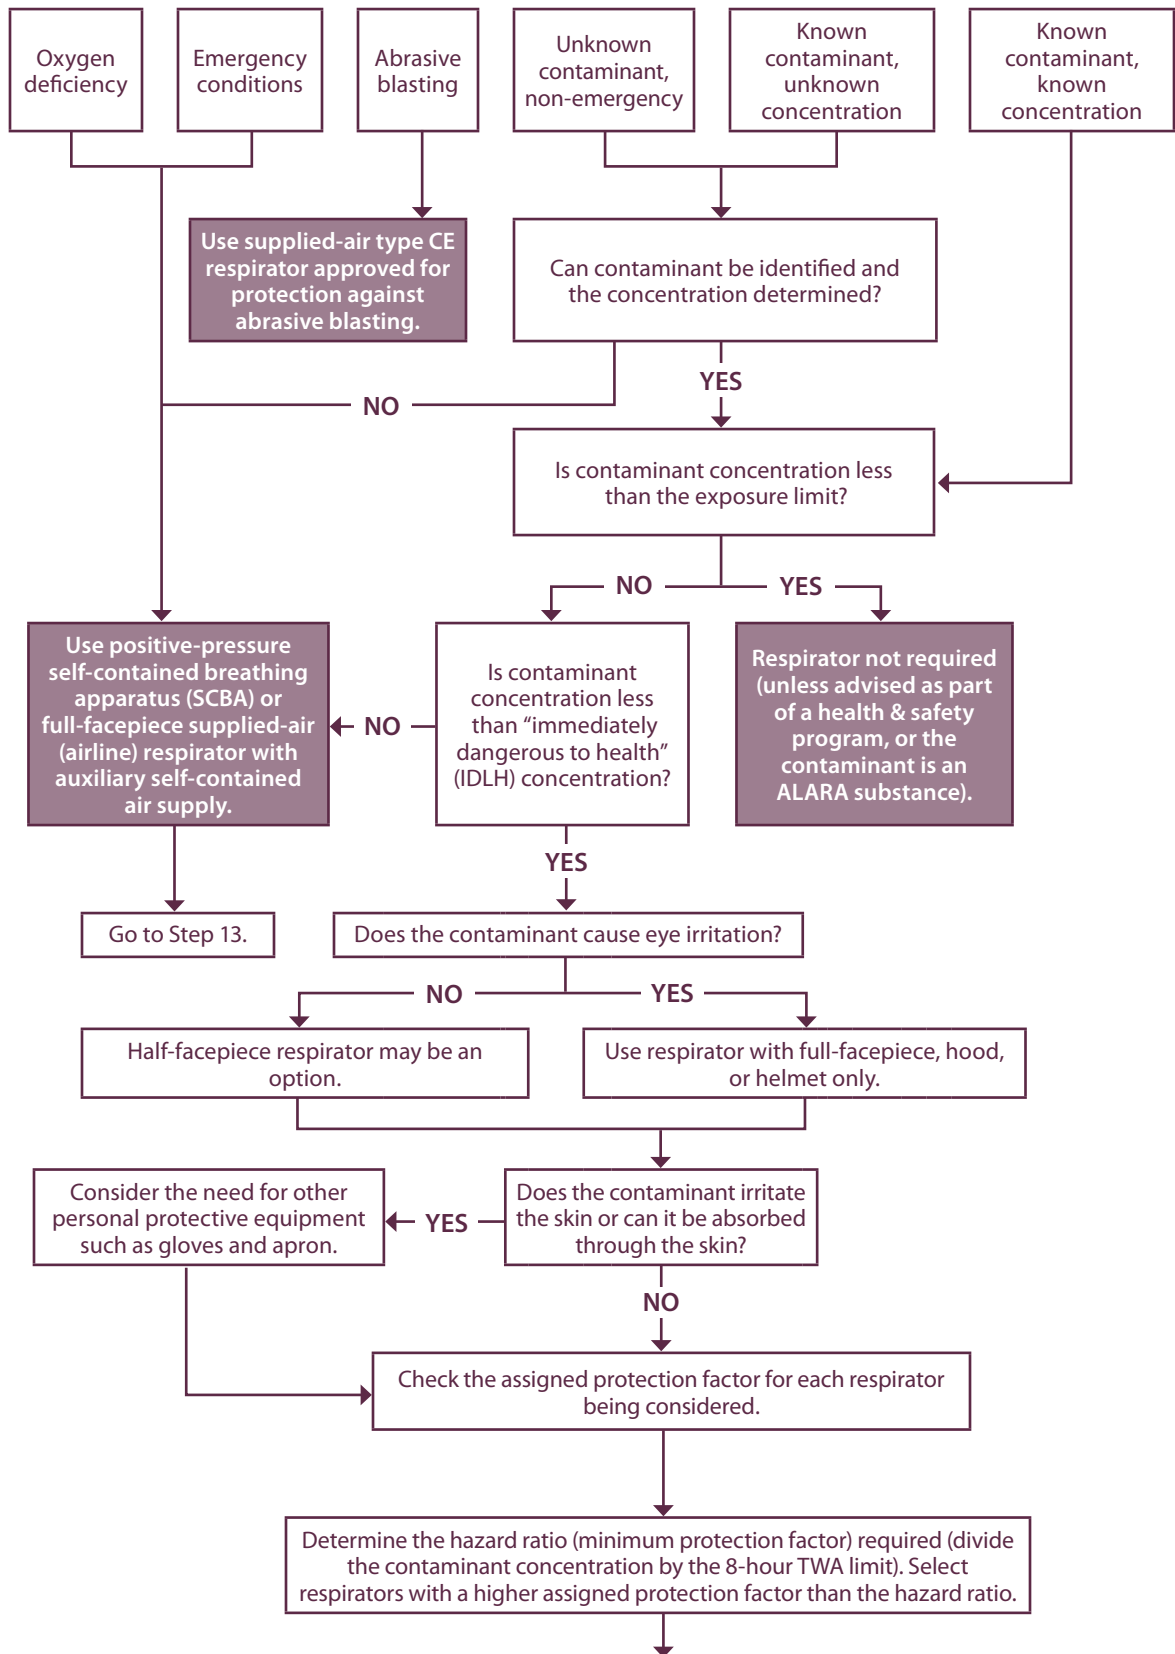 Oxygen
deficiency
Emergency
conditions
Abrasive
blasting
Unknown
contaminant,
non-emergency
Known
contaminant,
unknown
concentration
Known
contaminant,
known
concentration
Use supplied-air type CE
respirator approved for
protection against
abrasive blasting.
Can contaminant be identified and
the concentration determined?
NO
YES
Is contaminant concentration less
than the exposure limit?
NO
YES
Use positive-pressure
self-contained breathing
apparatus (SCBA) or
full-facepiece supplied-air
(airline) respirator with
auxiliary self-contained
air supply.
NO
Is contaminant
concentration less
than “immediately
dangerous to health”
(IDLH) concentration?
Respirator not required
(unless advised as part
of a health & safety
program, or the
contaminant is an
ALARA substance).
YES
Go to Step 13.
Does the contaminant cause eye irritation?
NO
YES
Half-facepiece respirator may be an
option.
Use respirator with full-facepiece, hood,
or helmet only.
Consider the need for other
personal protective equipment
such as gloves and apron.
YES
Does the contaminant irritate
the skin or can it be absorbed
through the skin?
NO
Check the assigned protection factor for each respirator
being considered.
Determine the hazard ratio (minimum protection factor) required (divide
the contaminant concentration by the 8-hour TWA limit). Select
respirators with a higher assigned protection factor than the hazard ratio.